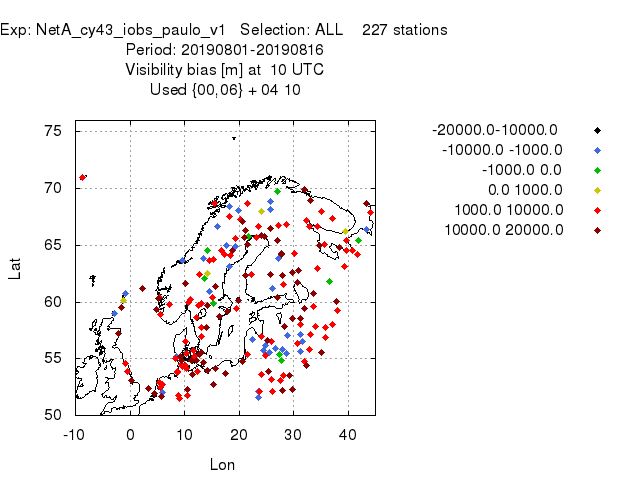 Exp: NetA_cy43_iobs_paulo_v1 Selection: ALL 227 stations
Period: 20190801-20190816
Visibility bias [m] at 10 UTC
Used {00,06} + 04 10
-20000.0-10000.0
-10000.0 -1000.0
-1000.0 0.0
0.0 1000.0
1000.0 10000.0
10000.0 20000.0
75
70
65
60
55
50
Lat
-10 0 10 20 30 40
Lon